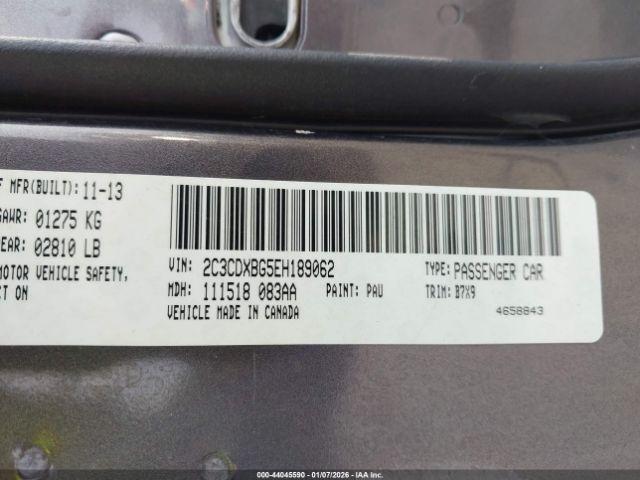 F MFR(BUILT): 11-13
GAWR: 01275 KG
REAR: 02810 LB
MOTOR VEHICLE SAFETY,
CT ON
VIN: 2C3CDXBG5EH189062
TYPE: PASSENGER CAR
MDH: 111518 083AA
PAINT: PAU
TRIM: B7X9
VEHICLE MADE IN CANADA
4658843
000-44045590 | 01/07/2026 - IAA Inc. Copyright